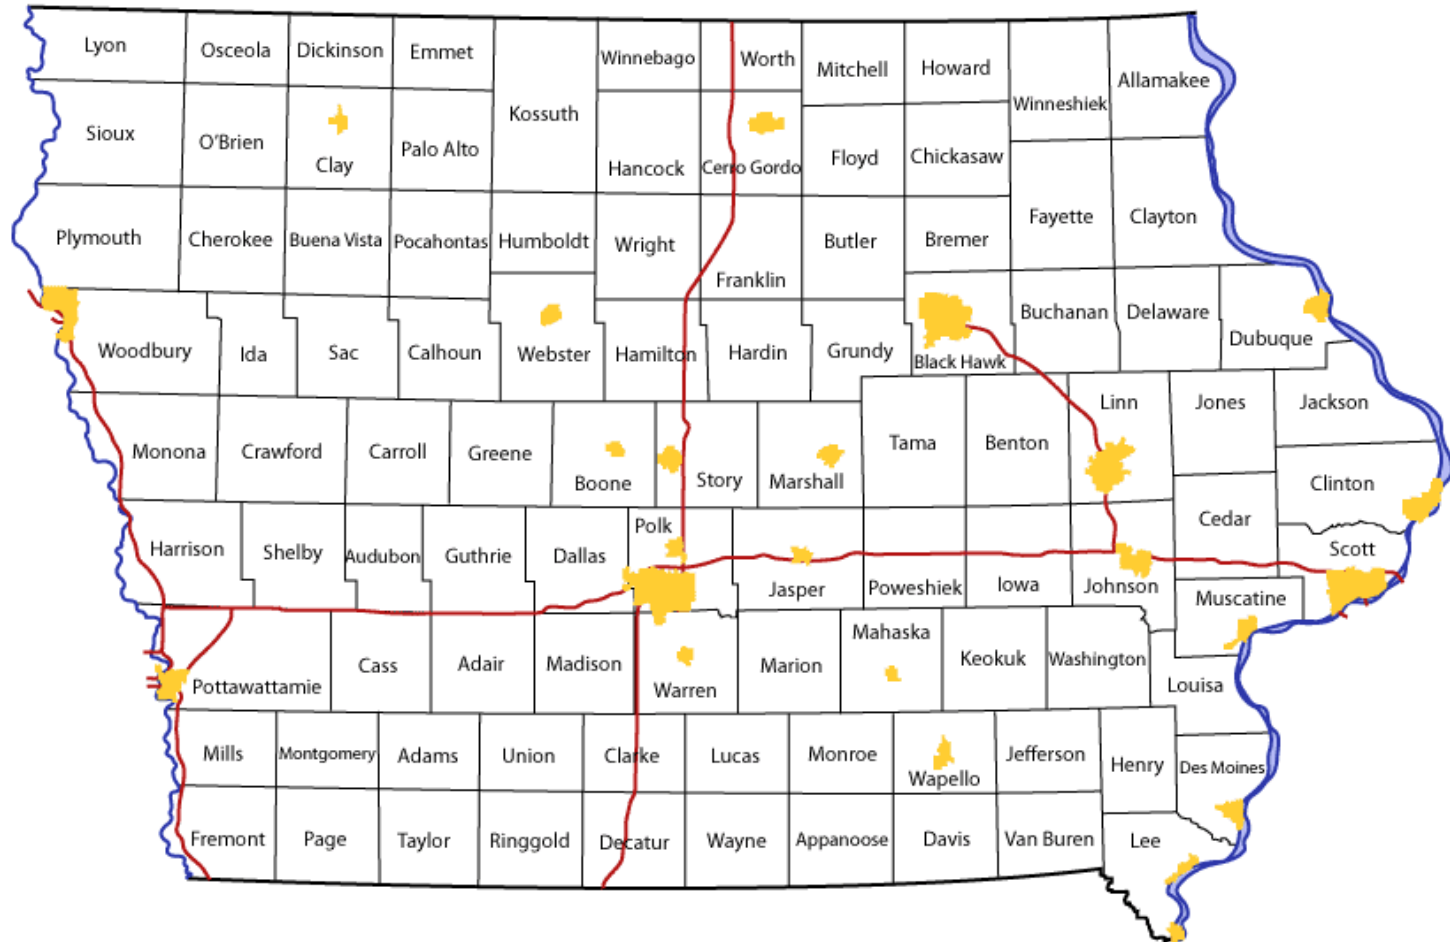 Lyon
Osceola
Dickinson
Emmet
Winnebago
Worth
Mitchell
Howard
Allamakee
Winneshiek
Kossuth
Sioux
O'Brien
Clay
Palo Alto
Hancock
Cerro Gordo
Floyd
Chickasaw
Fayette
Clayton
Plymouth
Cherokee
Buena Vista
Pocahontas
Humboldt
Wright
Franklin
Butler
Bremer
Woodbury
Ida
Sac
Calhoun
Webster
Hamilton
Hardin
Grundy
Black Hawk
Buchanan
Delaware
Dubuque
Monona
Crawford
Carroll
Greene
Boone
Story
Marshall
Tama
Benton
Linn
Jones
Jackson
Clinton
Cedar
Harrison
Shelby
Audubon
Guthrie
Dallas
Polk
Jasper
Poweshiek
Iowa
Johnson
Scott
Muscatine
Pottawattamie
Cass
Adair
Madison
Warren
Marion
Mahaska
Keokuk
Washington
Louisa
Mills
Montgomery
Adams
Union
Clarke
Lucas
Monroe
Wapello
Jefferson
Henry
Des Moines
Fremont
Page
Taylor
Ringgold
Decatur
Wayne
Appanoose
Davis
Van Buren
Lee